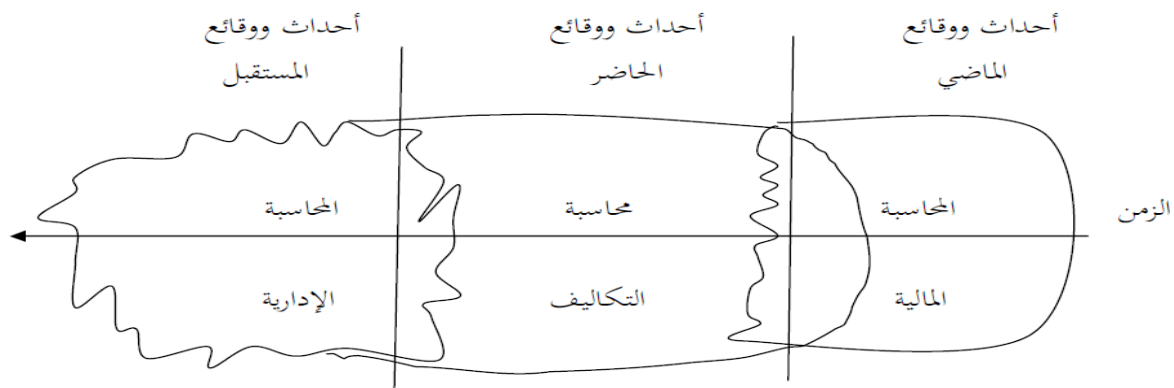 أحداث ووقائع
الماضي
أحداث ووقائع
الحاضر
أحداث ووقائع
المستقبل
الزمن
المحاسبة
المالية
محاسبة
التكاليف
المحاسبة
الإدارية